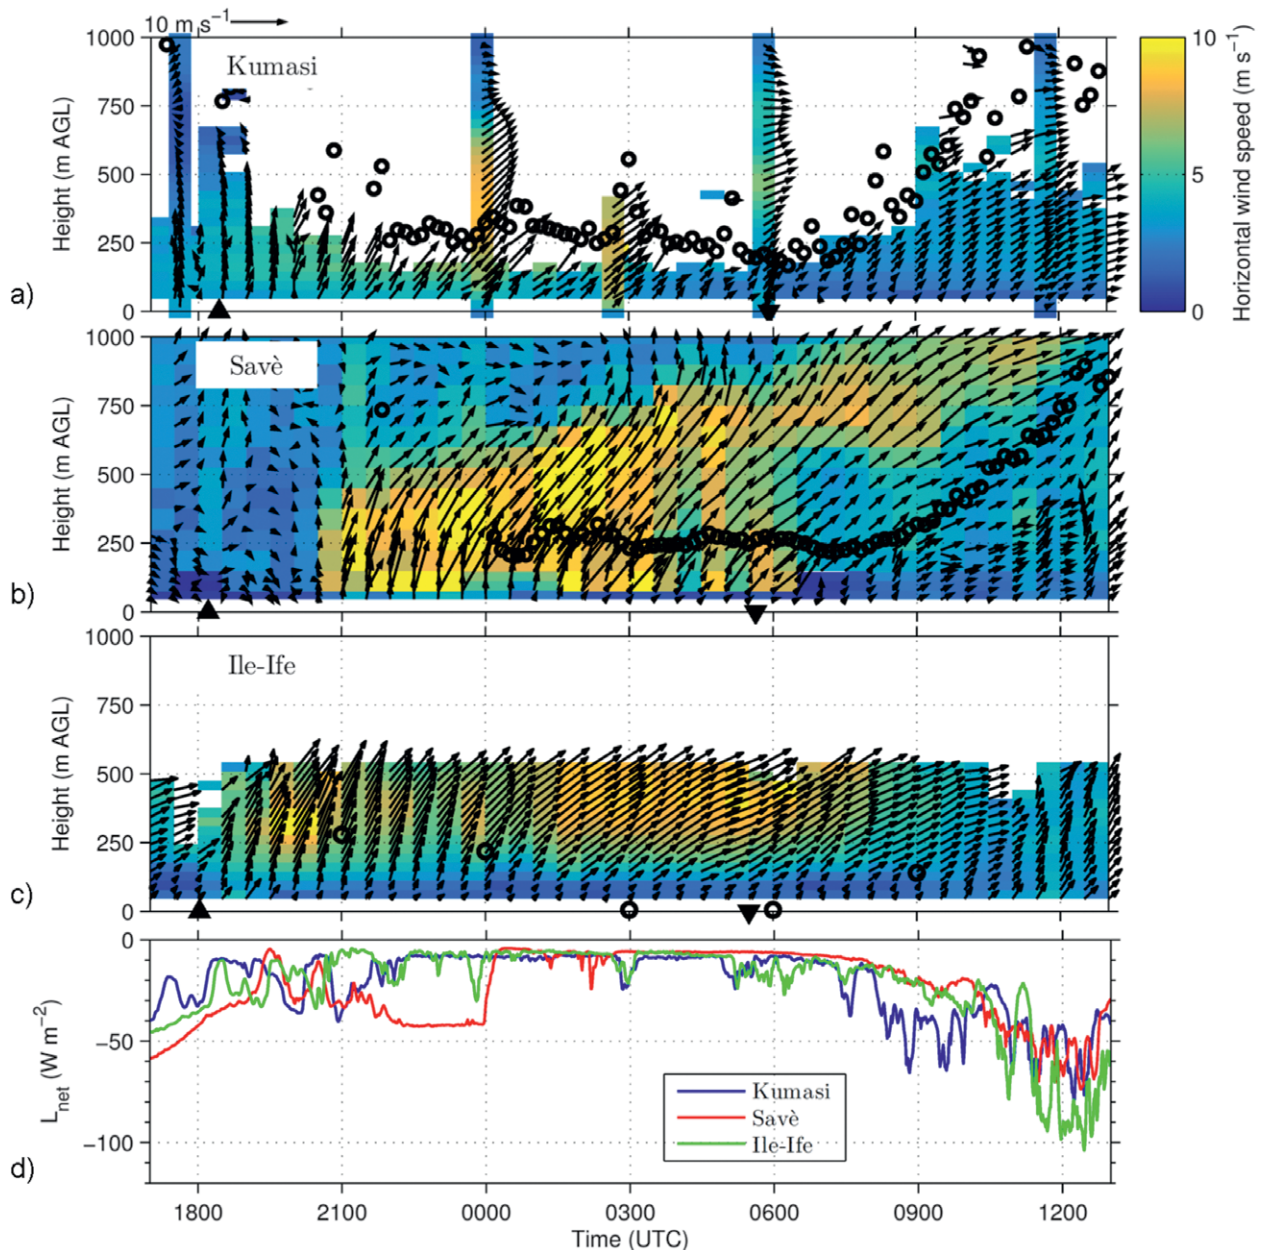 10 m s⁻¹
Kumasi
1000
750
500
250
0
Height (m AGL)
a)
10
5
0
Horizontal wind speed (m s⁻¹)
Savè
1000
750
500
250
0
Height (m AGL)
b)
Ile-Ife
1000
750
500
250
0
Height (m AGL)
c)
0
−50
−100
L_net (W m⁻²)
d)
Kumasi
Savè
Ile-Ife
1800 2100 0000 0300 0600 0900 1200
Time (UTC)